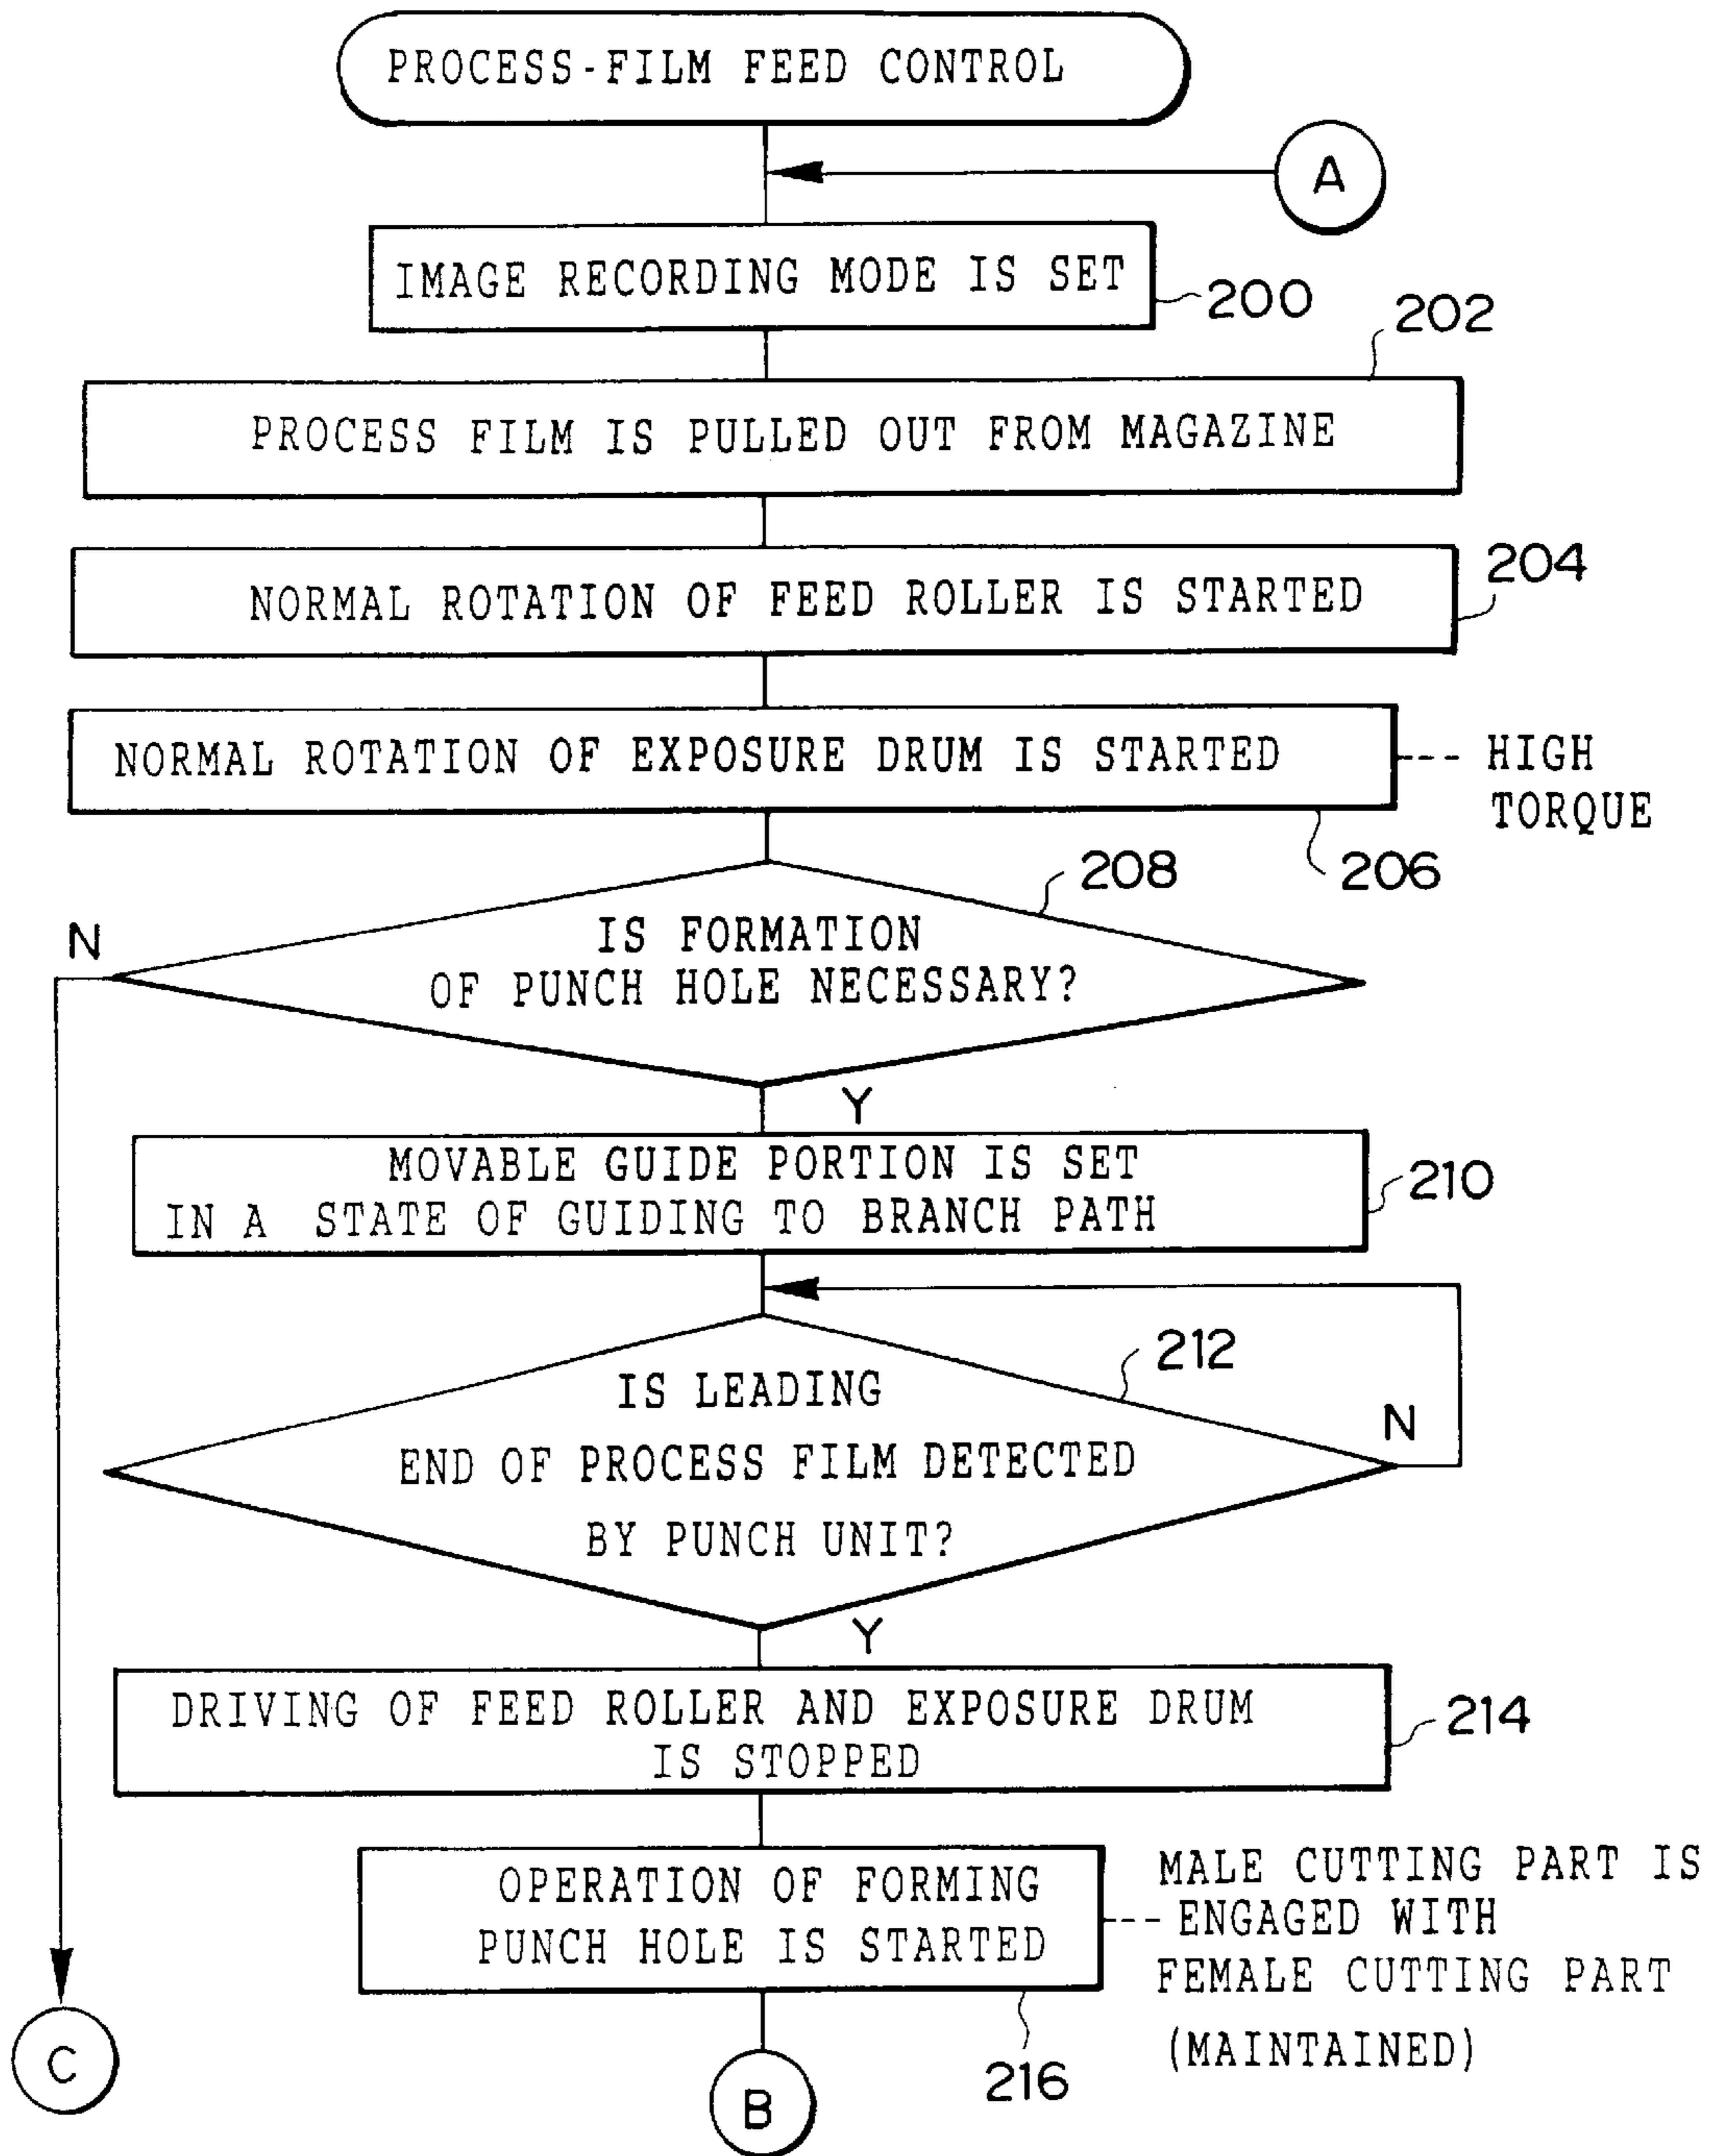 PROCESS-FILM FEED CONTROL
A
IMAGE RECORDING MODE IS SET
200
202
PROCESS FILM IS PULLED OUT FROM MAGAZINE
204
NORMAL ROTATION OF FEED ROLLER IS STARTED
NORMAL ROTATION OF EXPOSURE DRUM IS STARTED
HIGH
TORQUE
206
208
N
IS FORMATION
OF PUNCH HOLE NECESSARY?
Y
MOVABLE GUIDE PORTION IS SET
IN A STATE OF GUIDING TO BRANCH PATH
210
212
IS LEADING
N
END OF PROCESS FILM DETECTED
BY PUNCH UNIT?
Y
DRIVING OF FEED ROLLER AND EXPOSURE DRUM
IS STOPPED
214
OPERATION OF FORMING
PUNCH HOLE IS STARTED
MALE CUTTING PART IS
ENGAGED WITH
FEMALE CUTTING PART
(MAINTAINED)
216
C
B